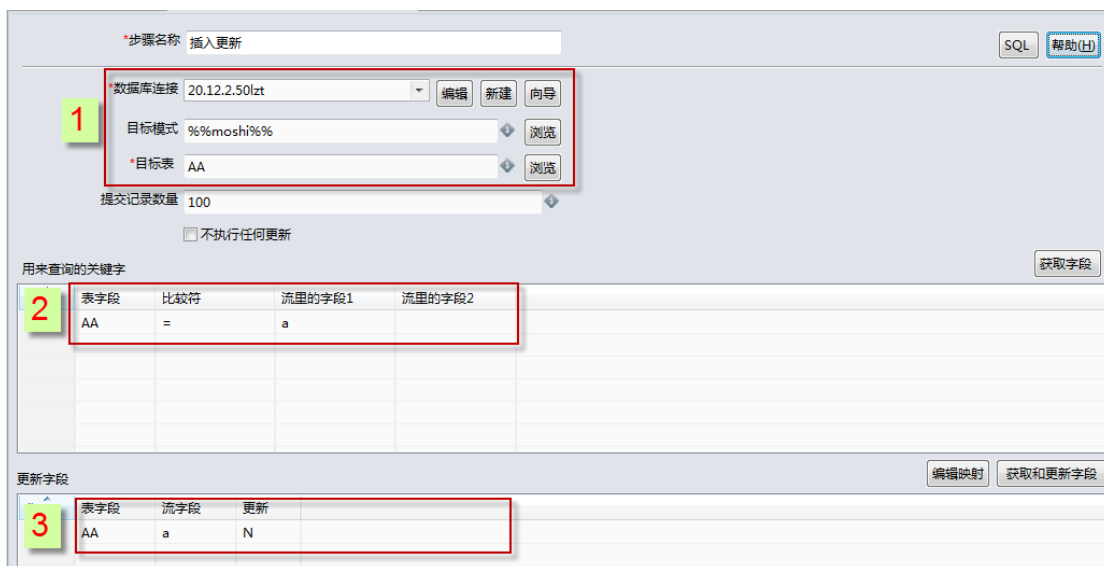 *步骤名称 插入更新 SQL 帮助(H)
1
*数据库连接 20.12.2.50lzt 编辑 新建 向导
目标模式 %%moshi%% 浏览
*目标表 AA 浏览
提交记录数量 100
不执行任何更新
用来查询的关键字 获取字段
2
表字段 比较符 流里的字段1 流里的字段2
AA = a
更新字段 编辑映射 获取和更新字段
3
表字段 流字段 更新
AA a N